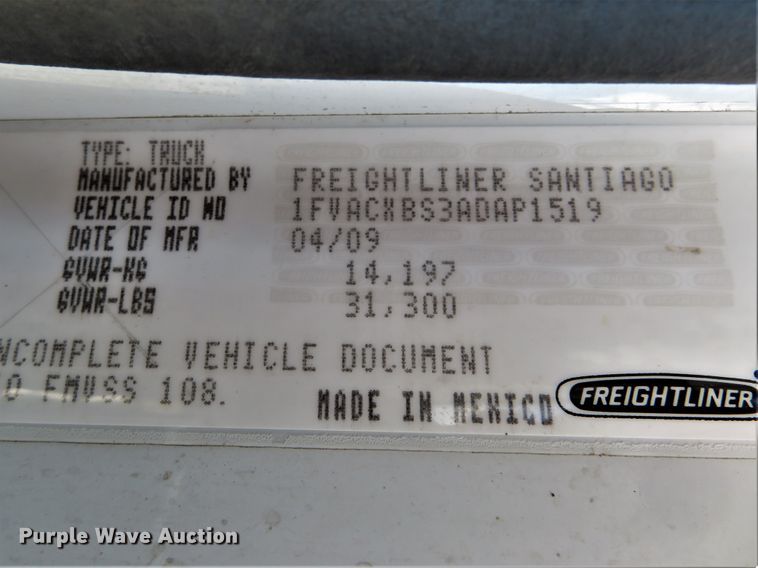 TYPE: TRUCK
MANUFACTURED BY FREIGHTLINER SANTIAGO
VEHICLE ID NO 1FVACXBS3ADAP1519
DATE OF MFR 04/09
GVWR-KG 14,197
GVWR-LBS 31,300
NCOMPLETE VEHICLE DOCUMENT
O FMVSS 108.
MADE IN MEXICO
FREIGHTLINER
Purple Wave Auction